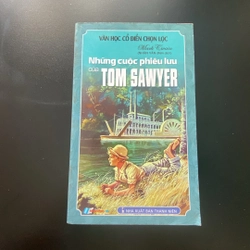 VĂN HỌC CỔ ĐIỂN CHỌN LỌC
Mark Twain
Những cuộc phiêu lưu
của TOM SAWYER
NHÀ XUẤT BẢN THANH NIÊN